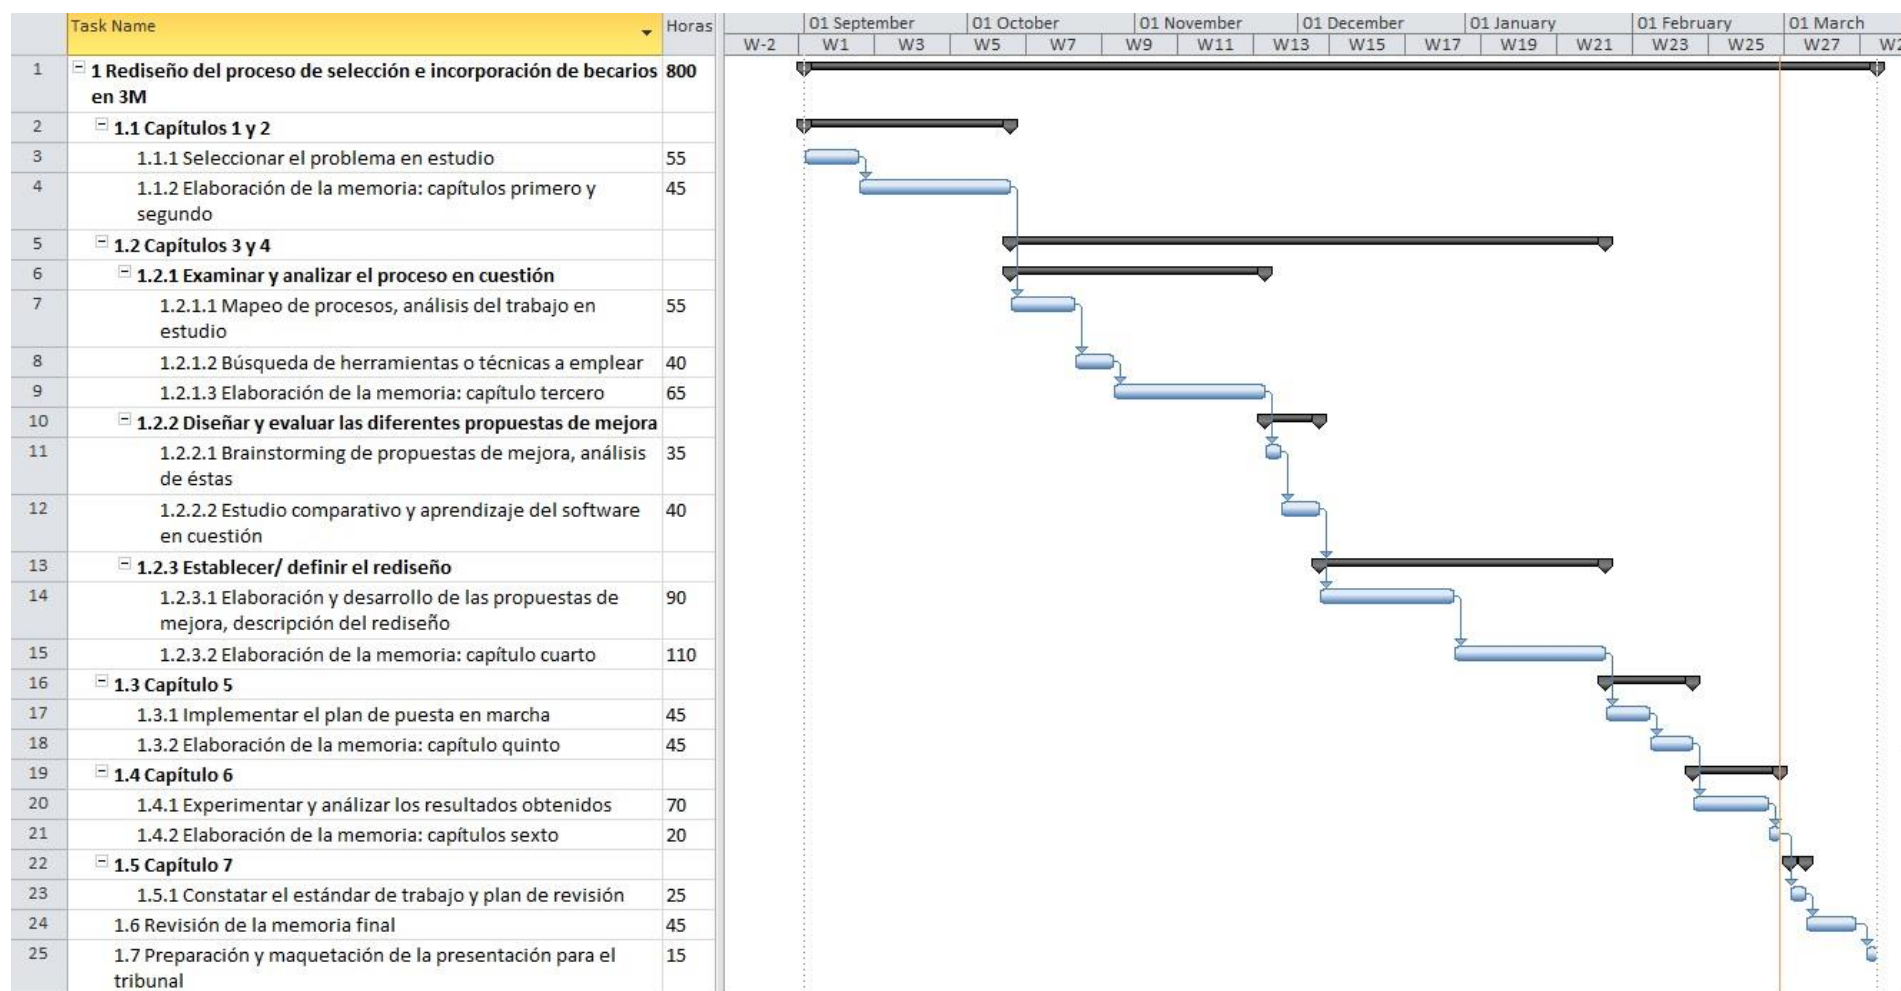 Task Name Horas 01 September 01 October 01 November 01 December 01 January 01 February 01 March
W-2 W1 W3 W5 W7 W9 W11 W13 W15 W17 W19 W21 W23 W25 W27
1 1 Rediseño del proceso de selección e incorporación de becarios 800
en 3M
2 1.1 Capítulos 1 y 2
3 1.1.1 Seleccionar el problema en estudio 55
4 1.1.2 Elaboración de la memoria: capítulos primero y 45
segundo
5 1.2 Capítulos 3 y 4
6 1.2.1 Examinar y analizar el proceso en cuestión
7 1.2.1.1 Mapeo de procesos, análisis del trabajo en 55
estudio
8 1.2.1.2 Búsqueda de herramientas o técnicas a emplear 40
9 1.2.1.3 Elaboración de la memoria: capítulo tercero 65
10 1.2.2 Diseñar y evaluar las diferentes propuestas de mejora
11 1.2.2.1 Brainstorming de propuestas de mejora, análisis 35
de éstas
12 1.2.2.2 Estudio comparativo y aprendizaje del software 40
en cuestión
13 1.2.3 Establecer/ definir el rediseño
14 1.2.3.1 Elaboración y desarrollo de las propuestas de 90
mejora, descripción del rediseño
15 1.2.3.2 Elaboración de la memoria: capítulo cuarto 110
16 1.3 Capítulo 5
17 1.3.1 Implementar el plan de puesta en marcha 45
18 1.3.2 Elaboración de la memoria: capítulo quinto 45
19 1.4 Capítulo 6
20 1.4.1 Experimentar y análizar los resultados obtenidos 70
21 1.4.2 Elaboración de la memoria: capítulos sexto 20
22 1.5 Capítulo 7
23 1.5.1 Constatar el estándar de trabajo y plan de revisión 25
24 1.6 Revisión de la memoria final 45
25 1.7 Preparación y maquetación de la presentación para el 15
tribunal